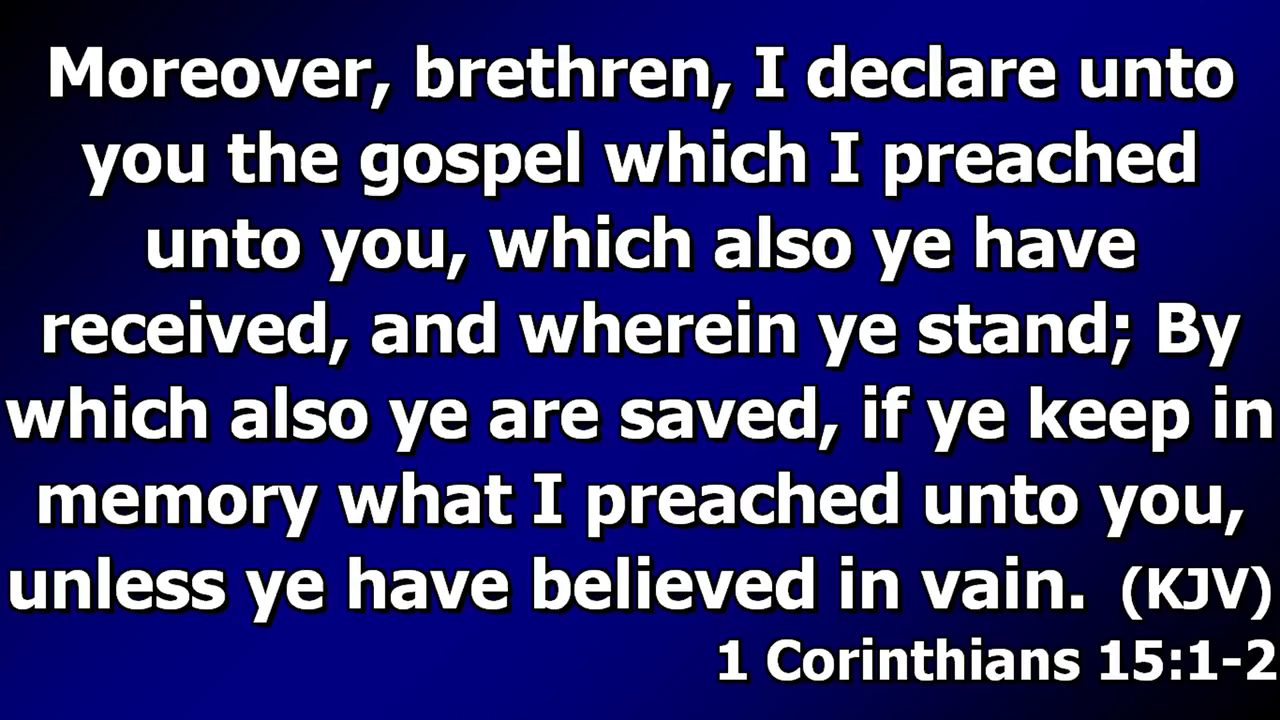 Moreover, brethren, I declare unto
you the gospel which I preached
unto you, which also ye have
received, and wherein ye stand; By
which also ye are saved, if ye keep in
memory what I preached unto you,
unless ye have believed in vain. (KJV)
1 Corinthians 15:1-2